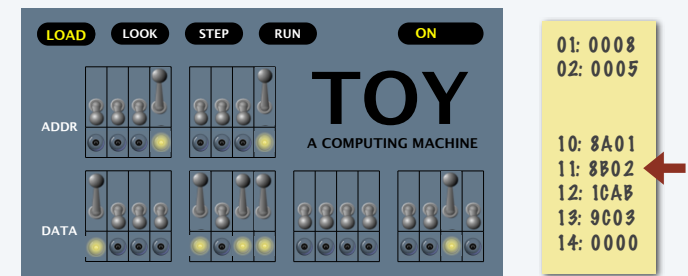 LOAD LOOK STEP RUN ON
TOY
ADDR
A COMPUTING MACHINE
DATA
01: 0008
02: 0005
10: 8A01
11: 8B02
12: 1CAB
13: 9C03
14: 0000